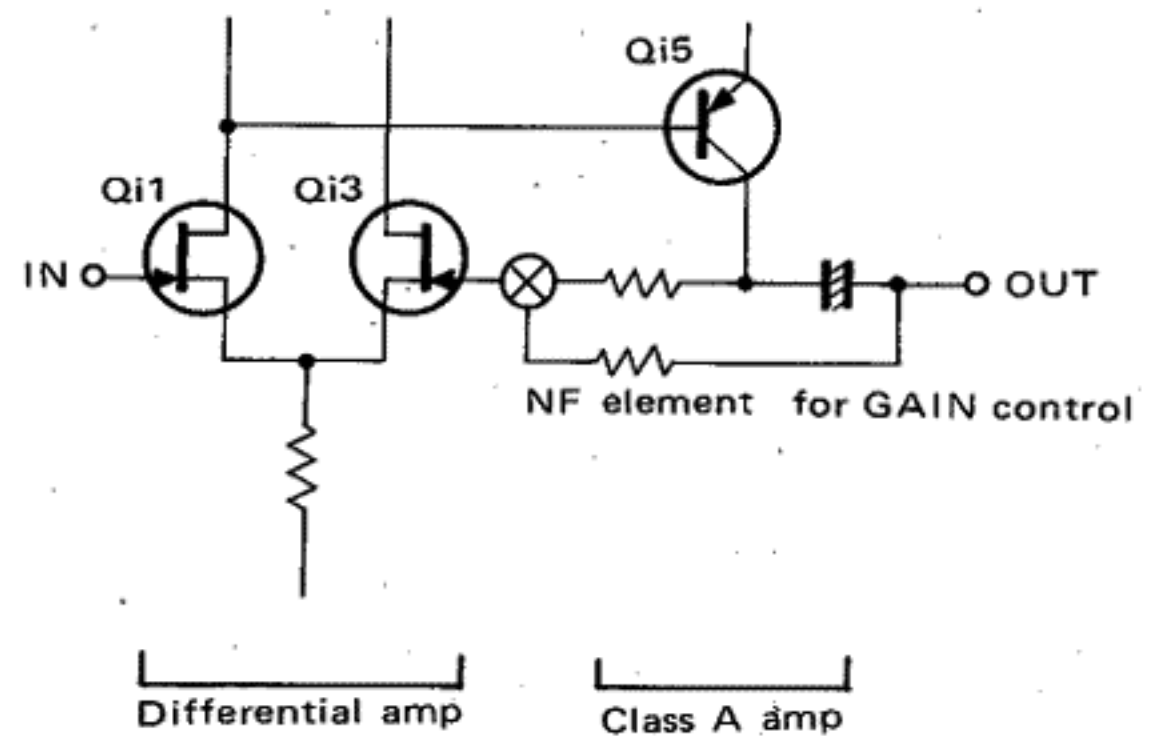 Qi5
Qi1
Qi3
IN
OUT
NF element for GAIN control
Differential amp
Class A amp